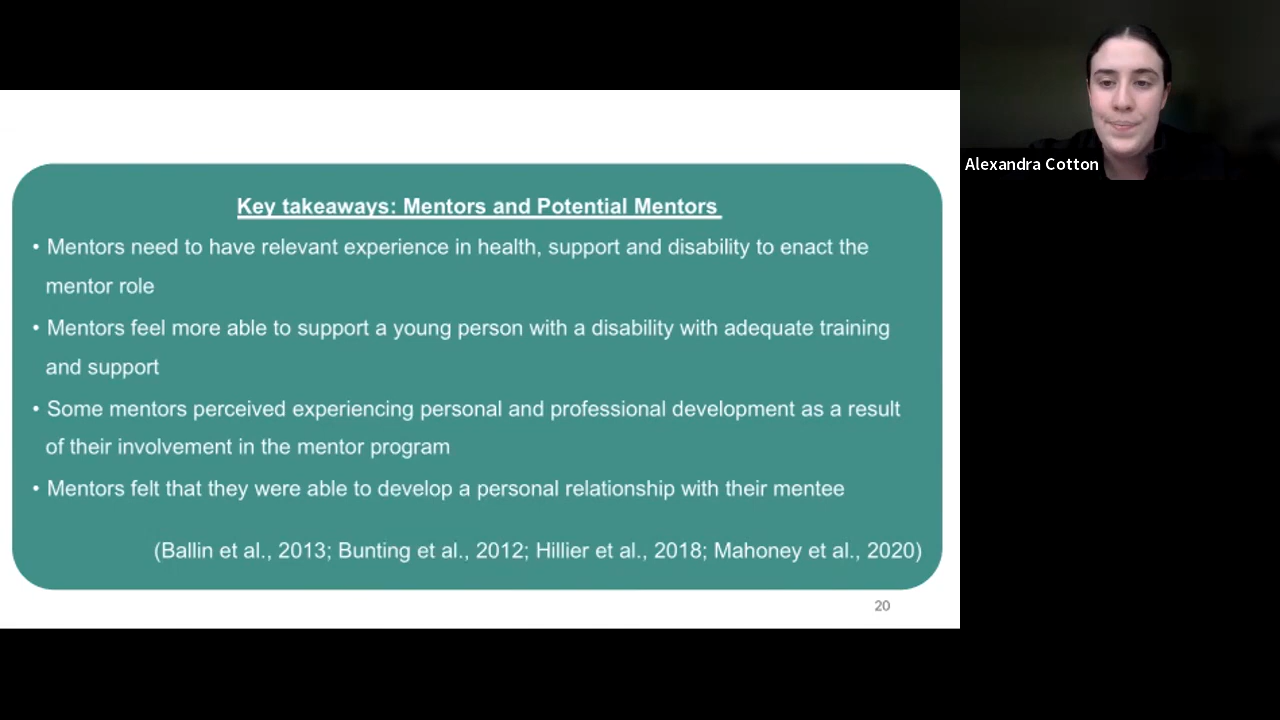 Key takeaways: Mentors and Potential Mentors
• Mentors need to have relevant experience in health, support and disability to enact the
mentor role
• Mentors feel more able to support a young person with a disability with adequate training
and support
• Some mentors perceived experiencing personal and professional development as a result
of their involvement in the mentor program
• Mentors felt that they were able to develop a personal relationship with their mentee
(Ballin et al., 2013; Bunting et al., 2012; Hillier et al., 2018; Mahoney et al., 2020)
20
Alexandra Cotton